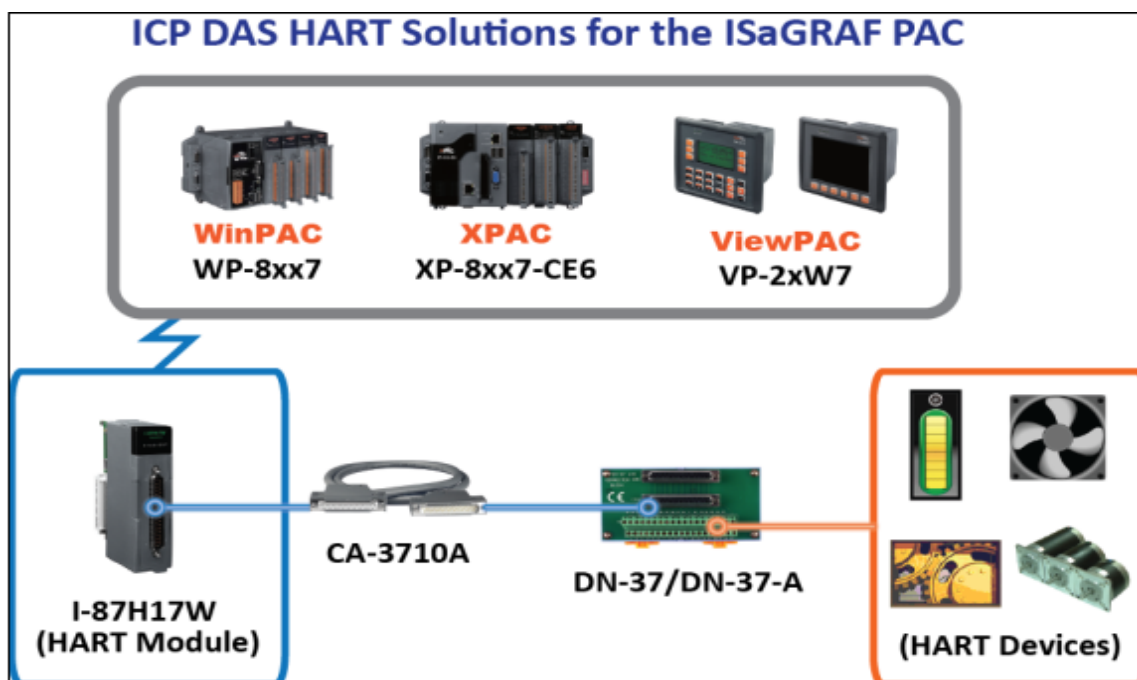 ICP DAS HART Solutions for the ISaGRAF PAC
WinPAC
WP-8xx7
XPAC
XP-8xx7-CE6
ViewPAC
VP-2xW7
I-87H17W
(HART Module)
CA-3710A
CE
DN-37/DN-37-A
(HART Devices)